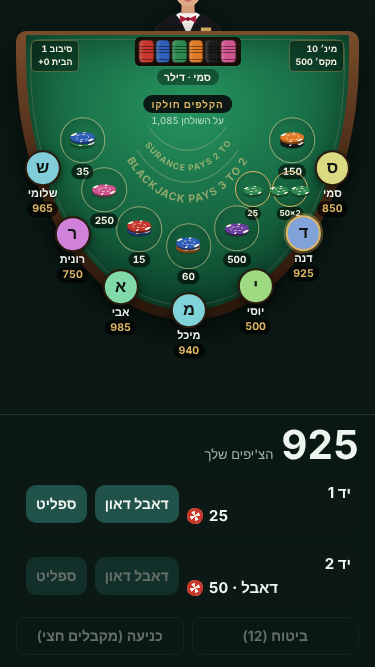 סיבוב 1
הבית 0+
מינ׳ 10
מקס׳ 500
סמי · דילר
הקלפים חולקו
על השולחן 1,085
INSURANCE PAYS 2 TO 1
BLACKJACK PAYS 3 TO 2
35
150
250
25
50×2
15
500
60
ש
שלומי
965
ס
סמי
850
ר
רונית
750
ד
דנה
925
א
אבי
985
י
יוסי
500
מ
מיכל
940
925 הצ'יפים שלך
יד 1
25
דאבל דאון
ספליט
יד 2
דאבל · 50
דאבל דאון
ספליט
ביטוח (12)
כניעה (מקבלים חצי)